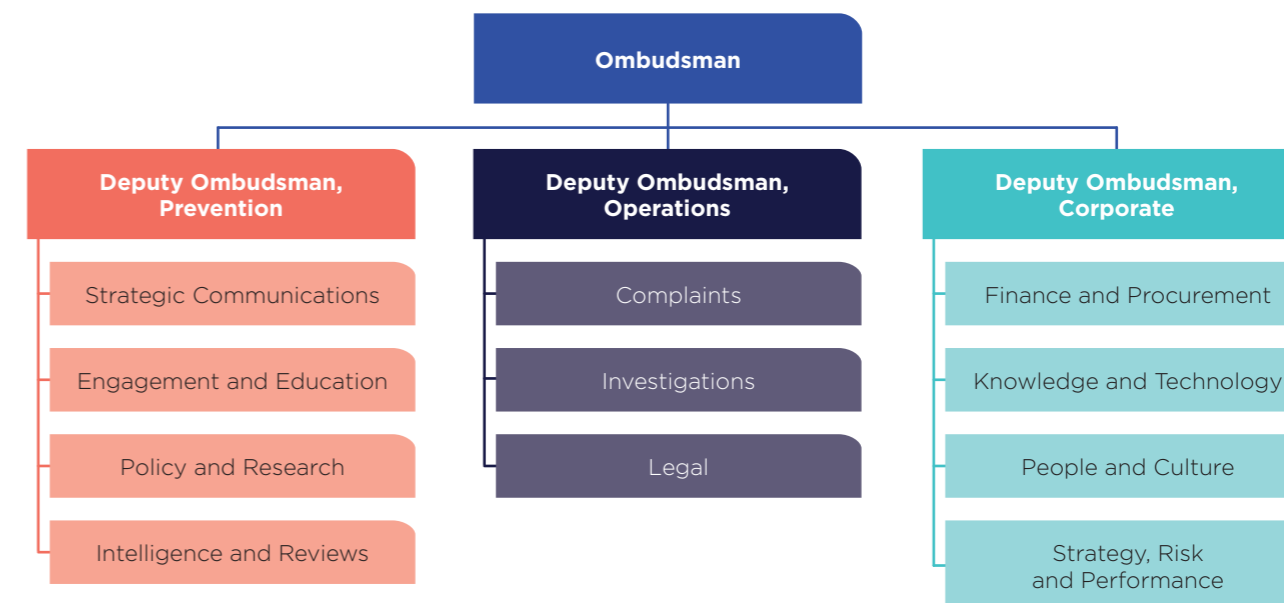 Ombudsman
Deputy Ombudsman,
Prevention
Strategic Communications
Engagement and Education
Policy and Research
Intelligence and Reviews
Deputy Ombudsman,
Operations
Complaints
Investigations
Legal
Deputy Ombudsman,
Corporate
Finance and Procurement
Knowledge and Technology
People and Culture
Strategy, Risk
and Performance